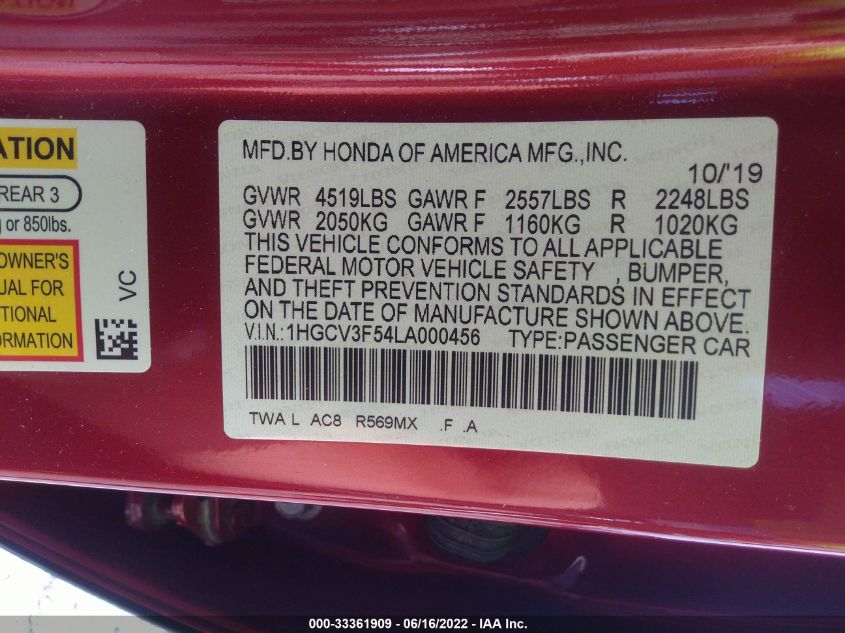 ATION
REAR 3
g or 850lbs.
OWNER'S
UAL FOR
TIONAL
ORMATION
VC
MFD.BY HONDA OF AMERICA MFG.,INC.
10/'19
GVWR 4519LBS GAWR F 2557LBS R 2248LBS
GVWR 2050KG GAWR F 1160KG R 1020KG
THIS VEHICLE CONFORMS TO ALL APPLICABLE
FEDERAL MOTOR VEHICLE SAFETY , BUMPER,
AND THEFT PREVENTION STANDARDS IN EFFECT
ON THE DATE OF MANUFACTURE SHOWN ABOVE.
V.I.N.:1HGCV3F54LA000456 TYPE:PASSENGER CAR
TWA L AC8 R569MX .F .A
000-33361909 - 06/16/2022 - IAA Inc.